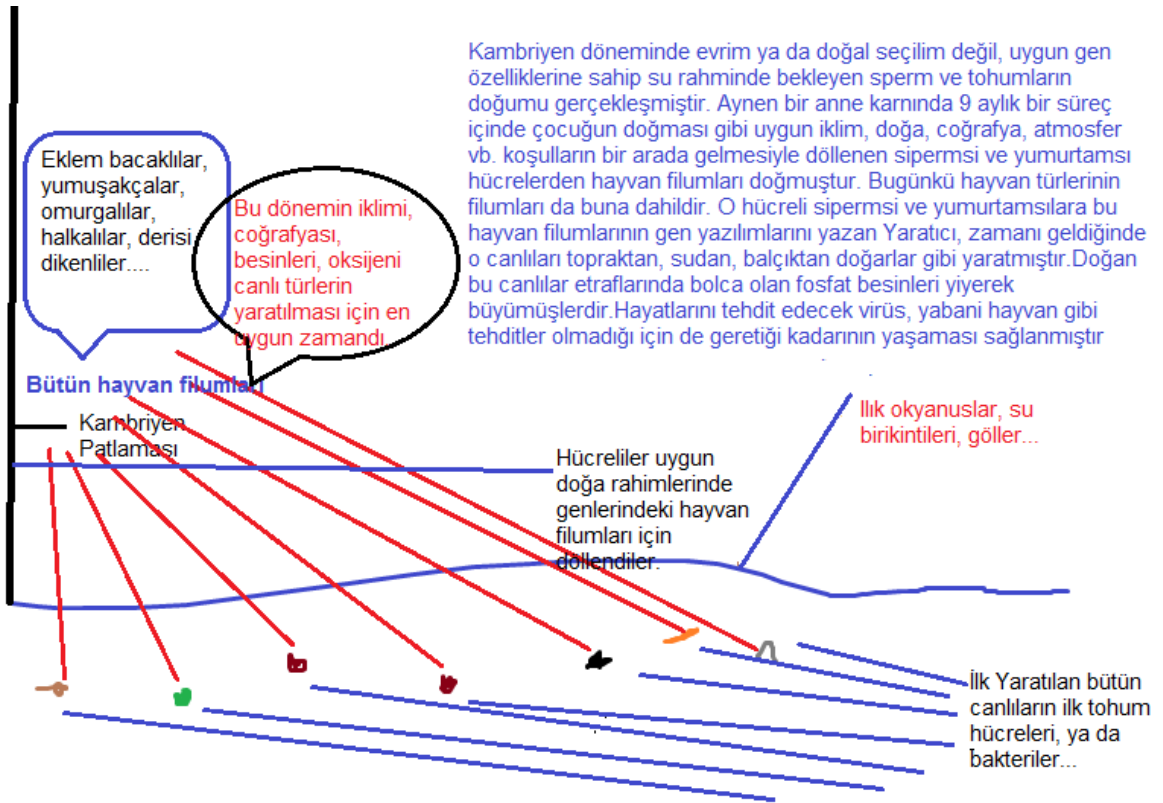 Kambriyen döneminde evrim ya da doğal seçilim değil, uygun gen
özelliklerine sahip su rahminde bekleyen sperm ve tohumların
doğumu gerçekleşmiştir. Aynen bir anne karnında 9 aylık bir süreç
içinde çocuğun doğması gibi uygun iklim, doğa, coğrafya, atmosfer
vb. koşulların bir arada gelmesiyle döllenen sipermsi ve yumurtamsı
hücrelerden hayvan filumları doğmuştur. Bugünkü hayvan türlerinin
filumları da buna dahildir. O hücreli sipermsi ve yumurtamsılara bu
hayvan filumlarının gen yazılımlarını yazan Yaratıcı, zamanı geldiğinde
o canlıları topraktan, sudan, balçıktan doğarlar gibi yaratmıştır.Doğan
bu canlılar etraflarında bolca olan fosfat besinleri yiyerek
büyümüşlerdir.Hayatlarını tehdit edecek virüs, yabani hayvan gibi
tehditler olmadığı için de geretiği kadarının yaşaması sağlanmıştır
Eklem bacaklılar,
yumuşakçalar,
omurgalılar,
halkalılar, derisi
dikenliler....
Bu dönemin iklimi,
coğrafyası,
besinleri, oksijeni
canlı türlerin
yaratılması için en
uygun zamandı
Bütün hayvan filumları
Kambriyen
Patlaması
Ilık okyanuslar, su
birikintileri, göller...
Hücreliler uygun
doğa rahimlerinde
genlerindeki hayvan
filumları için
döllendiler.
İlk Yaratılan bütün
canlıların ilk tohum
hücreleri, ya da
bakteriler...